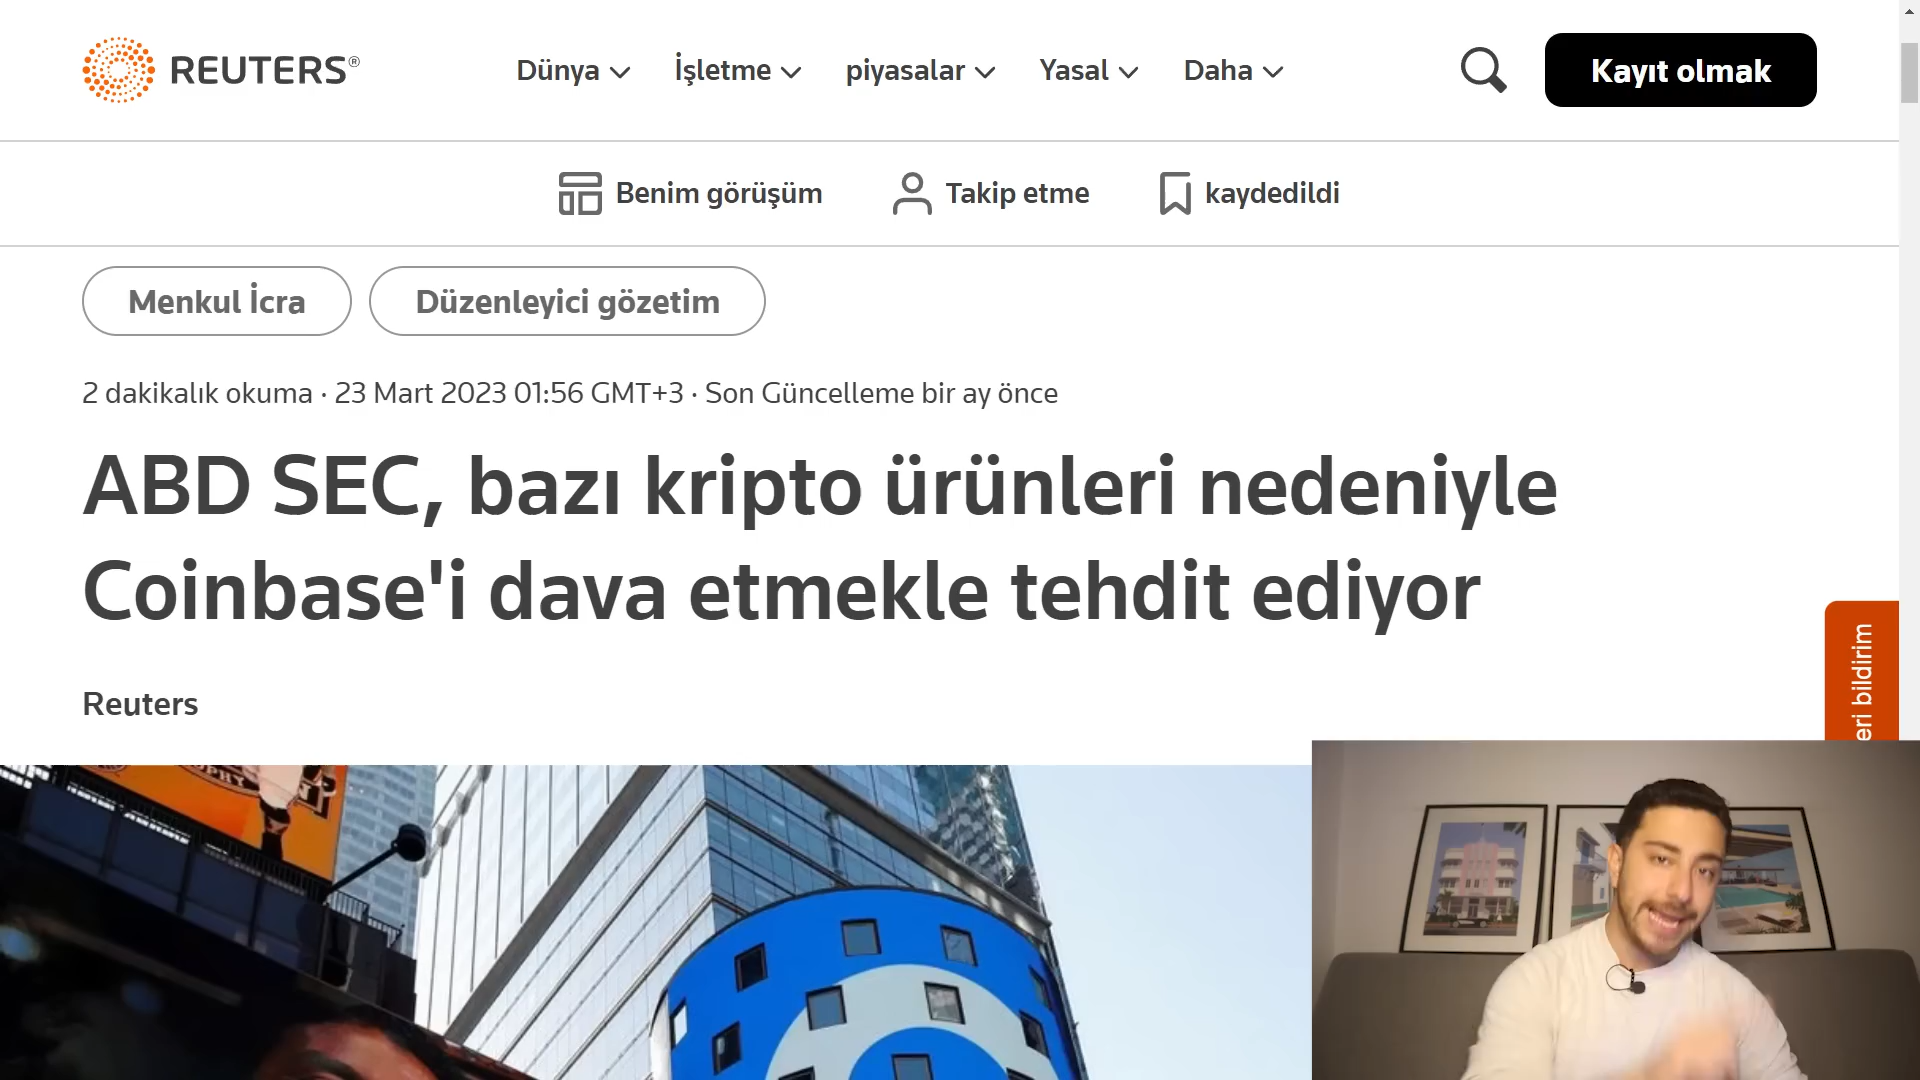 REUTERS®
Dünya
İşletme
piyasalar
Yasal
Daha
Kayıt olmak
Benim görüşüm
Takip etme
kaydedildi
Menkul İcra
Düzenleyici gözetim
2 dakikalık okuma · 23 Mart 2023 01:56 GMT+3 · Son Güncelleme bir ay önce
ABD SEC, bazı kripto ürünleri nedeniyle
Coinbase'i dava etmekle tehdit ediyor
Reuters
eri bildirim